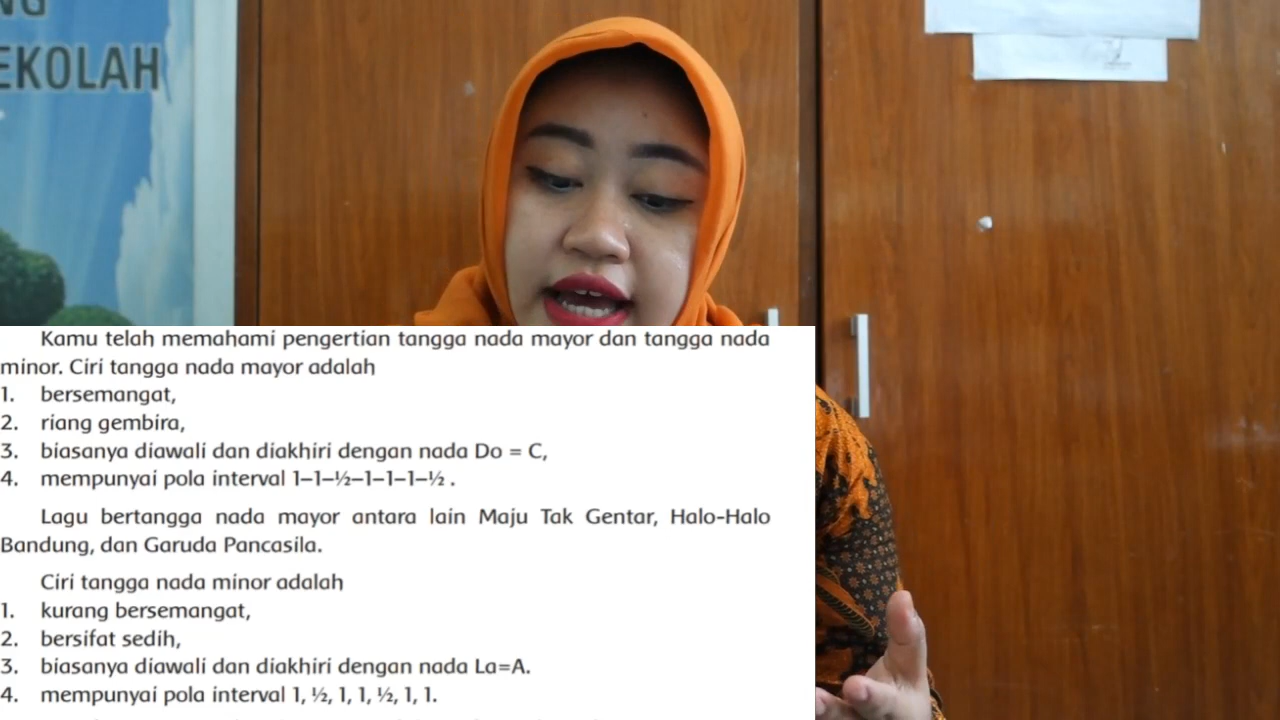 NG
EKOLAH
Kamu telah memahami pengertian tangga nada mayor dan tangga nada
minor. Ciri tangga nada mayor adalah
1. bersemangat,
2. riang gembira,
3. biasanya diawali dan diakhiri dengan nada Do = C,
4. mempunyai pola interval 1–1–½–1–1–1–½ .
Lagu bertangga nada mayor antara lain Maju Tak Gentar, Halo-Halo
Bandung, dan Garuda Pancasila.
Ciri tangga nada minor adalah
1. kurang bersemangat,
2. bersifat sedih,
3. biasanya diawali dan diakhiri dengan nada La=A.
4. mempunyai pola interval 1, ½, 1, 1, ½, 1, 1.